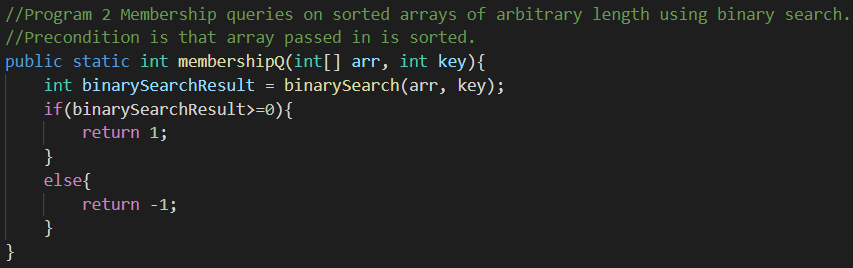 //Program 2 Membership queries on sorted arrays of arbitrary length using binary search.
//Precondition is that array passed in is sorted.
public static int membershipQ(int[] arr, int key){
    int binarySearchResult = binarySearch(arr, key);
    if(binarySearchResult>=0){
        return 1;
    }
    else{
        return -1;
    }
}